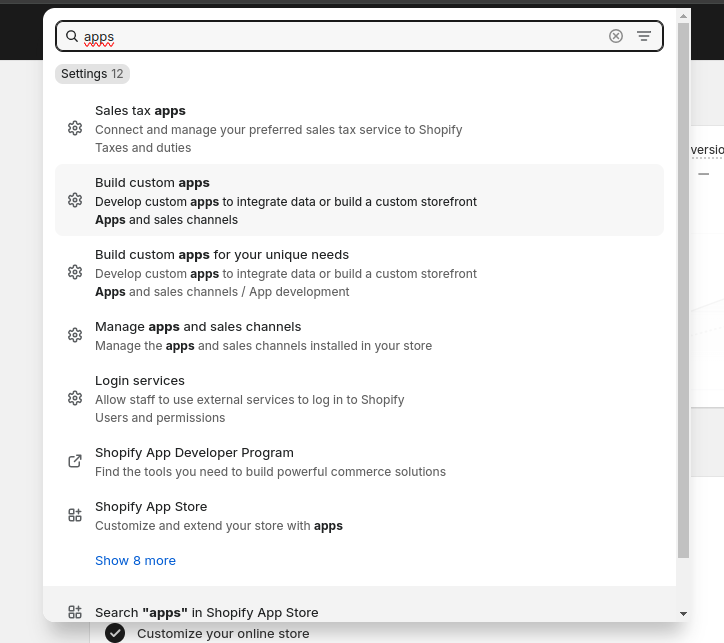 apps
Settings 12
Sales tax apps
Connect and manage your preferred sales tax service to Shopify
Taxes and duties
Build custom apps
Develop custom apps to integrate data or build a custom storefront
Apps and sales channels
Build custom apps for your unique needs
Develop custom apps to integrate data or build a custom storefront
Apps and sales channels / App development
Manage apps and sales channels
Manage the apps and sales channels installed in your store
Login services
Allow staff to use external services to log in to Shopify
Users and permissions
Shopify App Developer Program
Find the tools you need to build powerful commerce solutions
Shopify App Store
Customize and extend your store with apps
Show 8 more
Search "apps" in Shopify App Store
Customize your online store